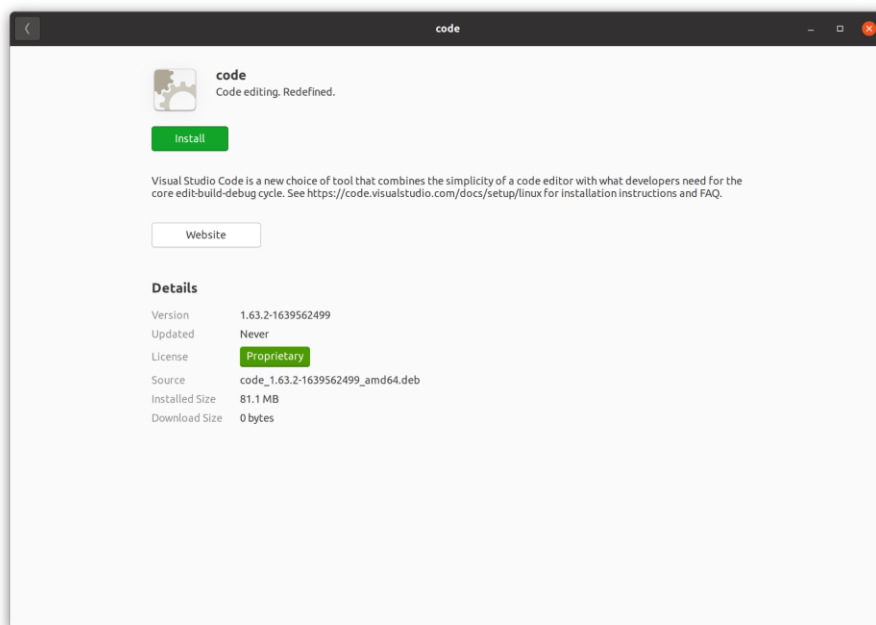 code
code
Code editing. Redefined.
Install
Visual Studio Code is a new choice of tool that combines the simplicity of a code editor with what developers need for the
core edit-build-debug cycle. See https://code.visualstudio.com/docs/setup/linux for installation instructions and FAQ.
Website
Details
Version 1.63.2-1639562499
Updated Never
License Proprietary
Source code_1.63.2-1639562499_amd64.deb
Installed Size 81.1 MB
Download Size 0 bytes